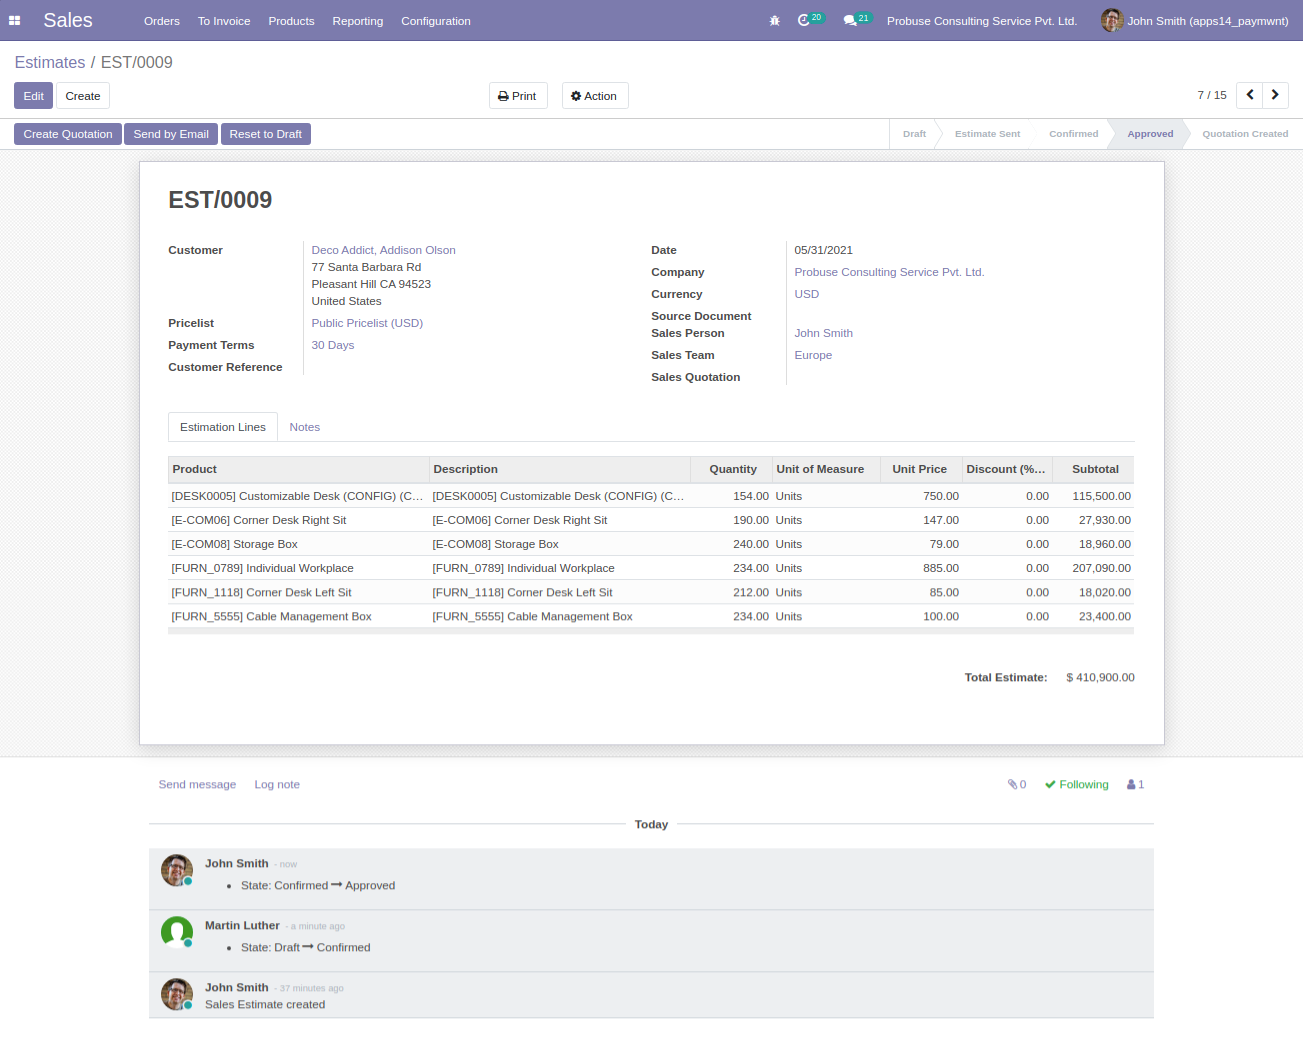 Sales Orders To Invoice Products Reporting Configuration 20 21 Probuse Consulting Service Pvt. Ltd. John Smith (apps14_paymwnt)
Estimates / EST/0009
Edit Create Print Action 7 / 15
Create Quotation Send by Email Reset to Draft Draft Estimate Sent Confirmed Approved Quotation Created
EST/0009
Customer Deco Addict, Addison Olson
77 Santa Barbara Rd
Pleasant Hill CA 94523
United States
Pricelist Public Pricelist (USD)
Payment Terms 30 Days
Customer Reference
Date 05/31/2021
Company Probuse Consulting Service Pvt. Ltd.
Currency USD
Source Document
Sales Person John Smith
Sales Team Europe
Sales Quotation
Estimation Lines Notes
Product Description Quantity Unit of Measure Unit Price Discount (%... Subtotal
[DESK0005] Customizable Desk (CONFIG) (C... [DESK0005] Customizable Desk (CONFIG) (C... 154.00 Units 750.00 0.00 115,500.00
[E-COM06] Corner Desk Right Sit [E-COM06] Corner Desk Right Sit 190.00 Units 147.00 0.00 27,930.00
[E-COM08] Storage Box [E-COM08] Storage Box 240.00 Units 79.00 0.00 18,960.00
[FURN_0789] Individual Workplace [FURN_0789] Individual Workplace 234.00 Units 885.00 0.00 207,090.00
[FURN_1118] Corner Desk Left Sit [FURN_1118] Corner Desk Left Sit 212.00 Units 85.00 0.00 18,020.00
[FURN_5555] Cable Management Box [FURN_5555] Cable Management Box 234.00 Units 100.00 0.00 23,400.00
Total Estimate: $ 410,900.00
Send message Log note 0 Following 1
Today
John Smith - now
• State: Confirmed → Approved
Martin Luther - a minute ago
• State: Draft → Confirmed
John Smith - 37 minutes ago
Sales Estimate created